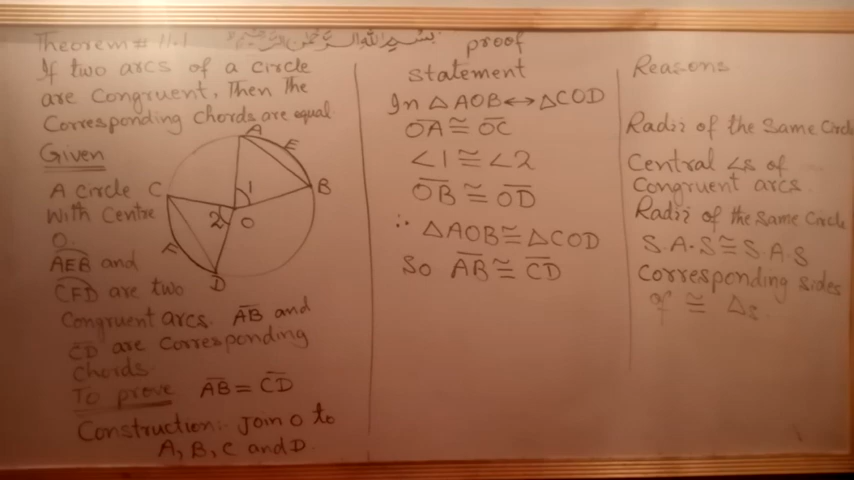 Theorem # 11.1
بسم الله الرحمن الرحيم
If two arcs of a circle
are Congruent, Then The
Corresponding Chords are equal
Given
A circle
With Centre
O.
AEB and
CFD are two
Congruent arcs. AB and
CD are Corresponding
Chords.
To prove AB = CD
Construction: Join O to
A, B, C and D.
A
E
B
C
1
2
O
F
D
proof
statement
In △AOB ↔ △COD
OA ≅ OC
∠1 ≅ ∠2
OB ≅ OD
∴ △AOB ≅ △COD
So AB ≅ CD
Reasons
Radii of the Same Circle
Central ∠s of
Congruent arcs.
Radii of the Same Circle
S.A.S ≅ S.A.S
Corresponding sides
of ≅ △s.